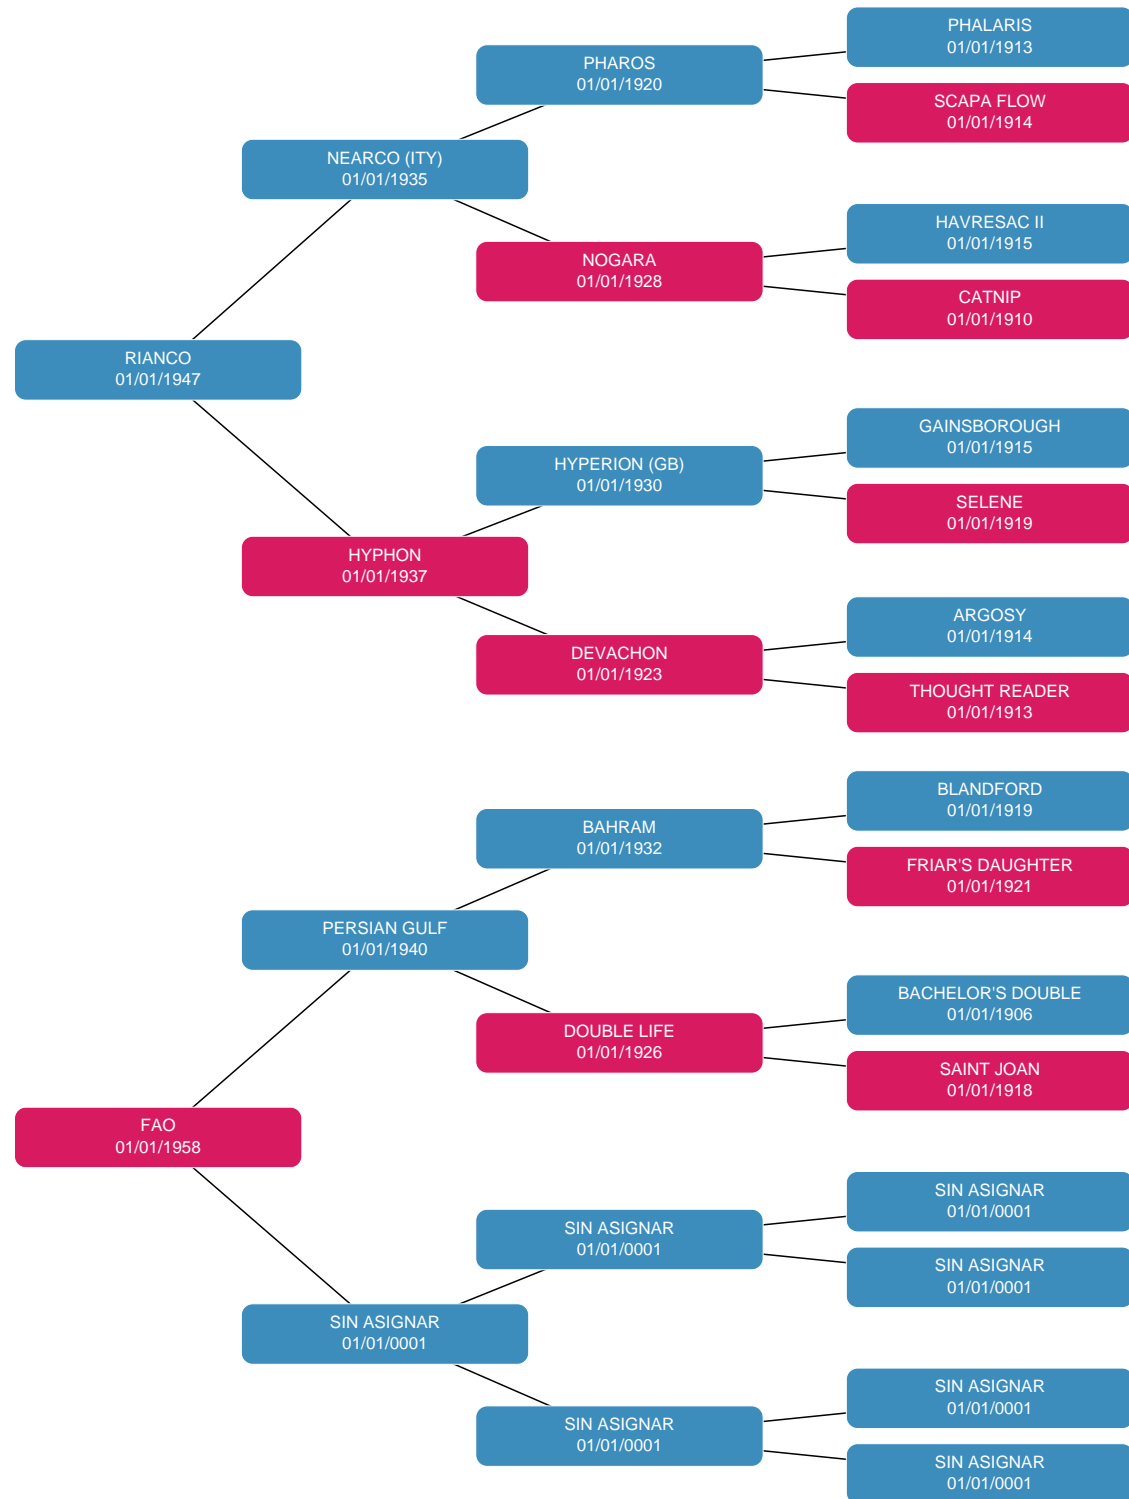 PHALARIS
01/01/1913
PHAROS
01/01/1920
SCAPA FLOW
01/01/1914
NEARCO (ITY)
01/01/1935
HAVRESAC II
01/01/1915
NOGARA
01/01/1928
CATNIP
01/01/1910
RIANCO
01/01/1947
GAINSBOROUGH
01/01/1915
HYPERION (GB)
01/01/1930
SELENE
01/01/1919
HYPHON
01/01/1937
ARGOSY
01/01/1914
DEVACHON
01/01/1923
THOUGHT READER
01/01/1913
BLANDFORD
01/01/1919
BAHRAM
01/01/1932
FRIAR'S DAUGHTER
01/01/1921
PERSIAN GULF
01/01/1940
BACHELOR'S DOUBLE
01/01/1906
DOUBLE LIFE
01/01/1926
SAINT JOAN
01/01/1918
FAO
01/01/1958
SIN ASIGNAR
01/01/0001
SIN ASIGNAR
01/01/0001
SIN ASIGNAR
01/01/0001
SIN ASIGNAR
01/01/0001
SIN ASIGNAR
01/01/0001
SIN ASIGNAR
01/01/0001
SIN ASIGNAR
01/01/0001